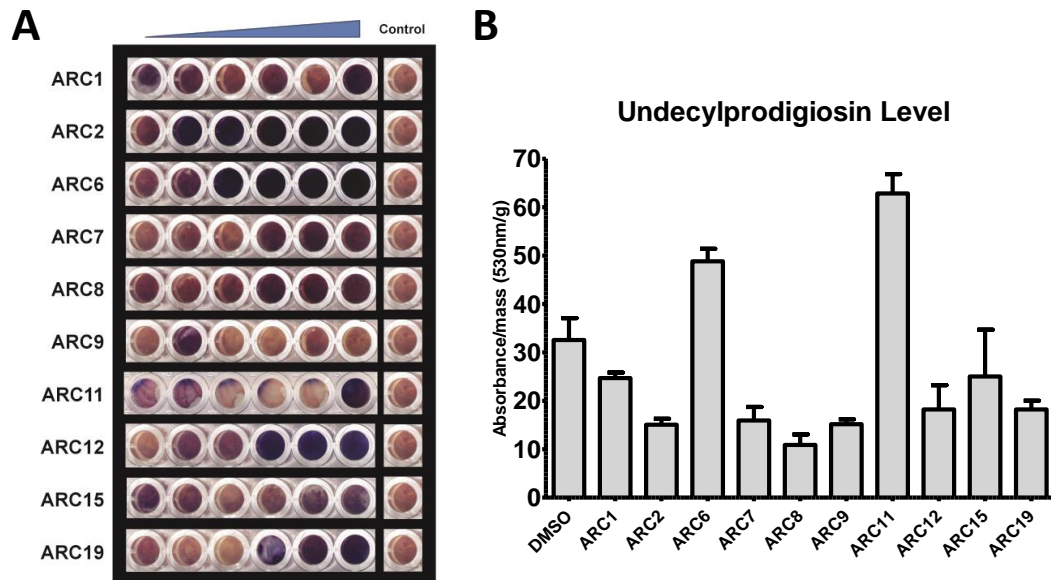 A
Control
ARC1
ARC2
ARC6
ARC7
ARC8
ARC9
ARC11
ARC12
ARC15
ARC19
B
Undecylprodigiosin Level
Absorbance/mass (530nm/g)
70
60
50
40
30
20
10
0
DMSO
ARC1
ARC2
ARC6
ARC7
ARC8
ARC9
ARC11
ARC12
ARC15
ARC19